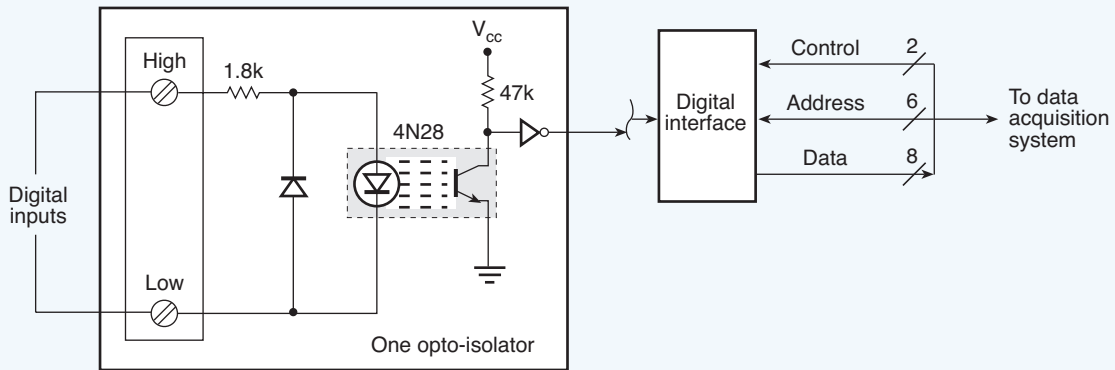 High
1.8k
Vcc
47k
4N28
Digital
inputs
Low
One opto-isolator
Digital
interface
Control
2
Address
6
Data
8
To data
acquisition
system